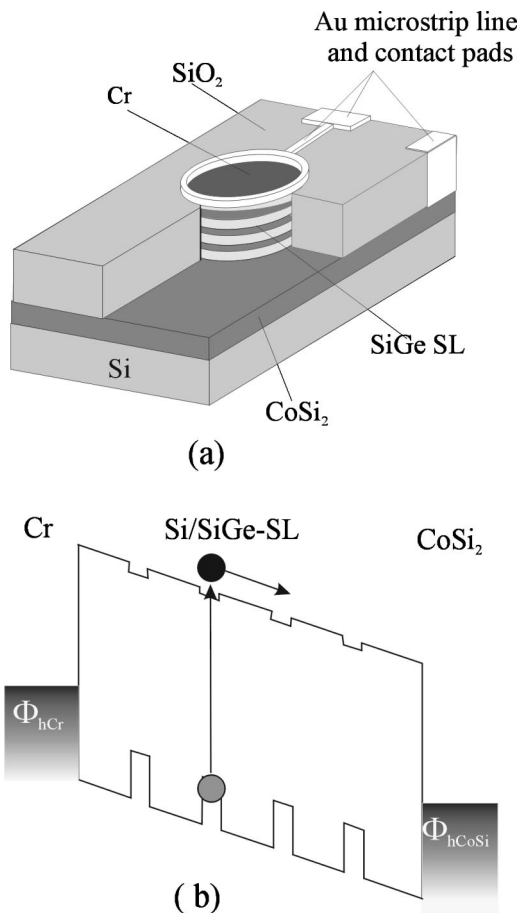 Au microstrip line
and contact pads
SiO₂
Cr
Si
SiGe SL
CoSi₂
(a)
Cr
Si/SiGe-SL
CoSi₂
ΦhCr
ΦhCoSi
( b)